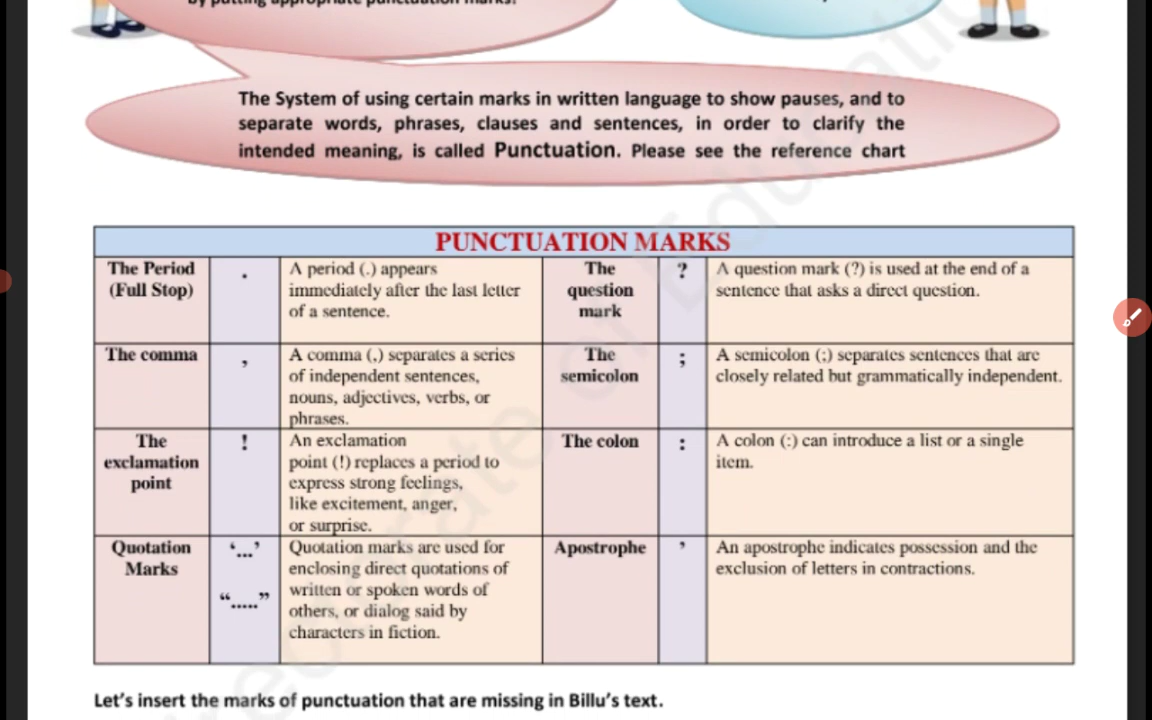 by putting appropriate punctuation marks.
The System of using certain marks in written language to show pauses, and to
separate words, phrases, clauses and sentences, in order to clarify the
intended meaning, is called Punctuation. Please see the reference chart
PUNCTUATION MARKS
The Period
(Full Stop)
.
A period (.) appears
immediately after the last letter
of a sentence.
The
question
mark
?
A question mark (?) is used at the end of a
sentence that asks a direct question.
The comma
,
A comma (,) separates a series
of independent sentences,
nouns, adjectives, verbs, or
phrases.
The
semicolon
;
A semicolon (;) separates sentences that are
closely related but grammatically independent.
The
exclamation
point
!
An exclamation
point (!) replaces a period to
express strong feelings,
like excitement, anger,
or surprise.
The colon
:
A colon (:) can introduce a list or a single
item.
Quotation
Marks
‘...’
“.....”
Quotation marks are used for
enclosing direct quotations of
written or spoken words of
others, or dialog said by
characters in fiction.
Apostrophe
’
An apostrophe indicates possession and the
exclusion of letters in contractions.
Let’s insert the marks of punctuation that are missing in Billu’s text.